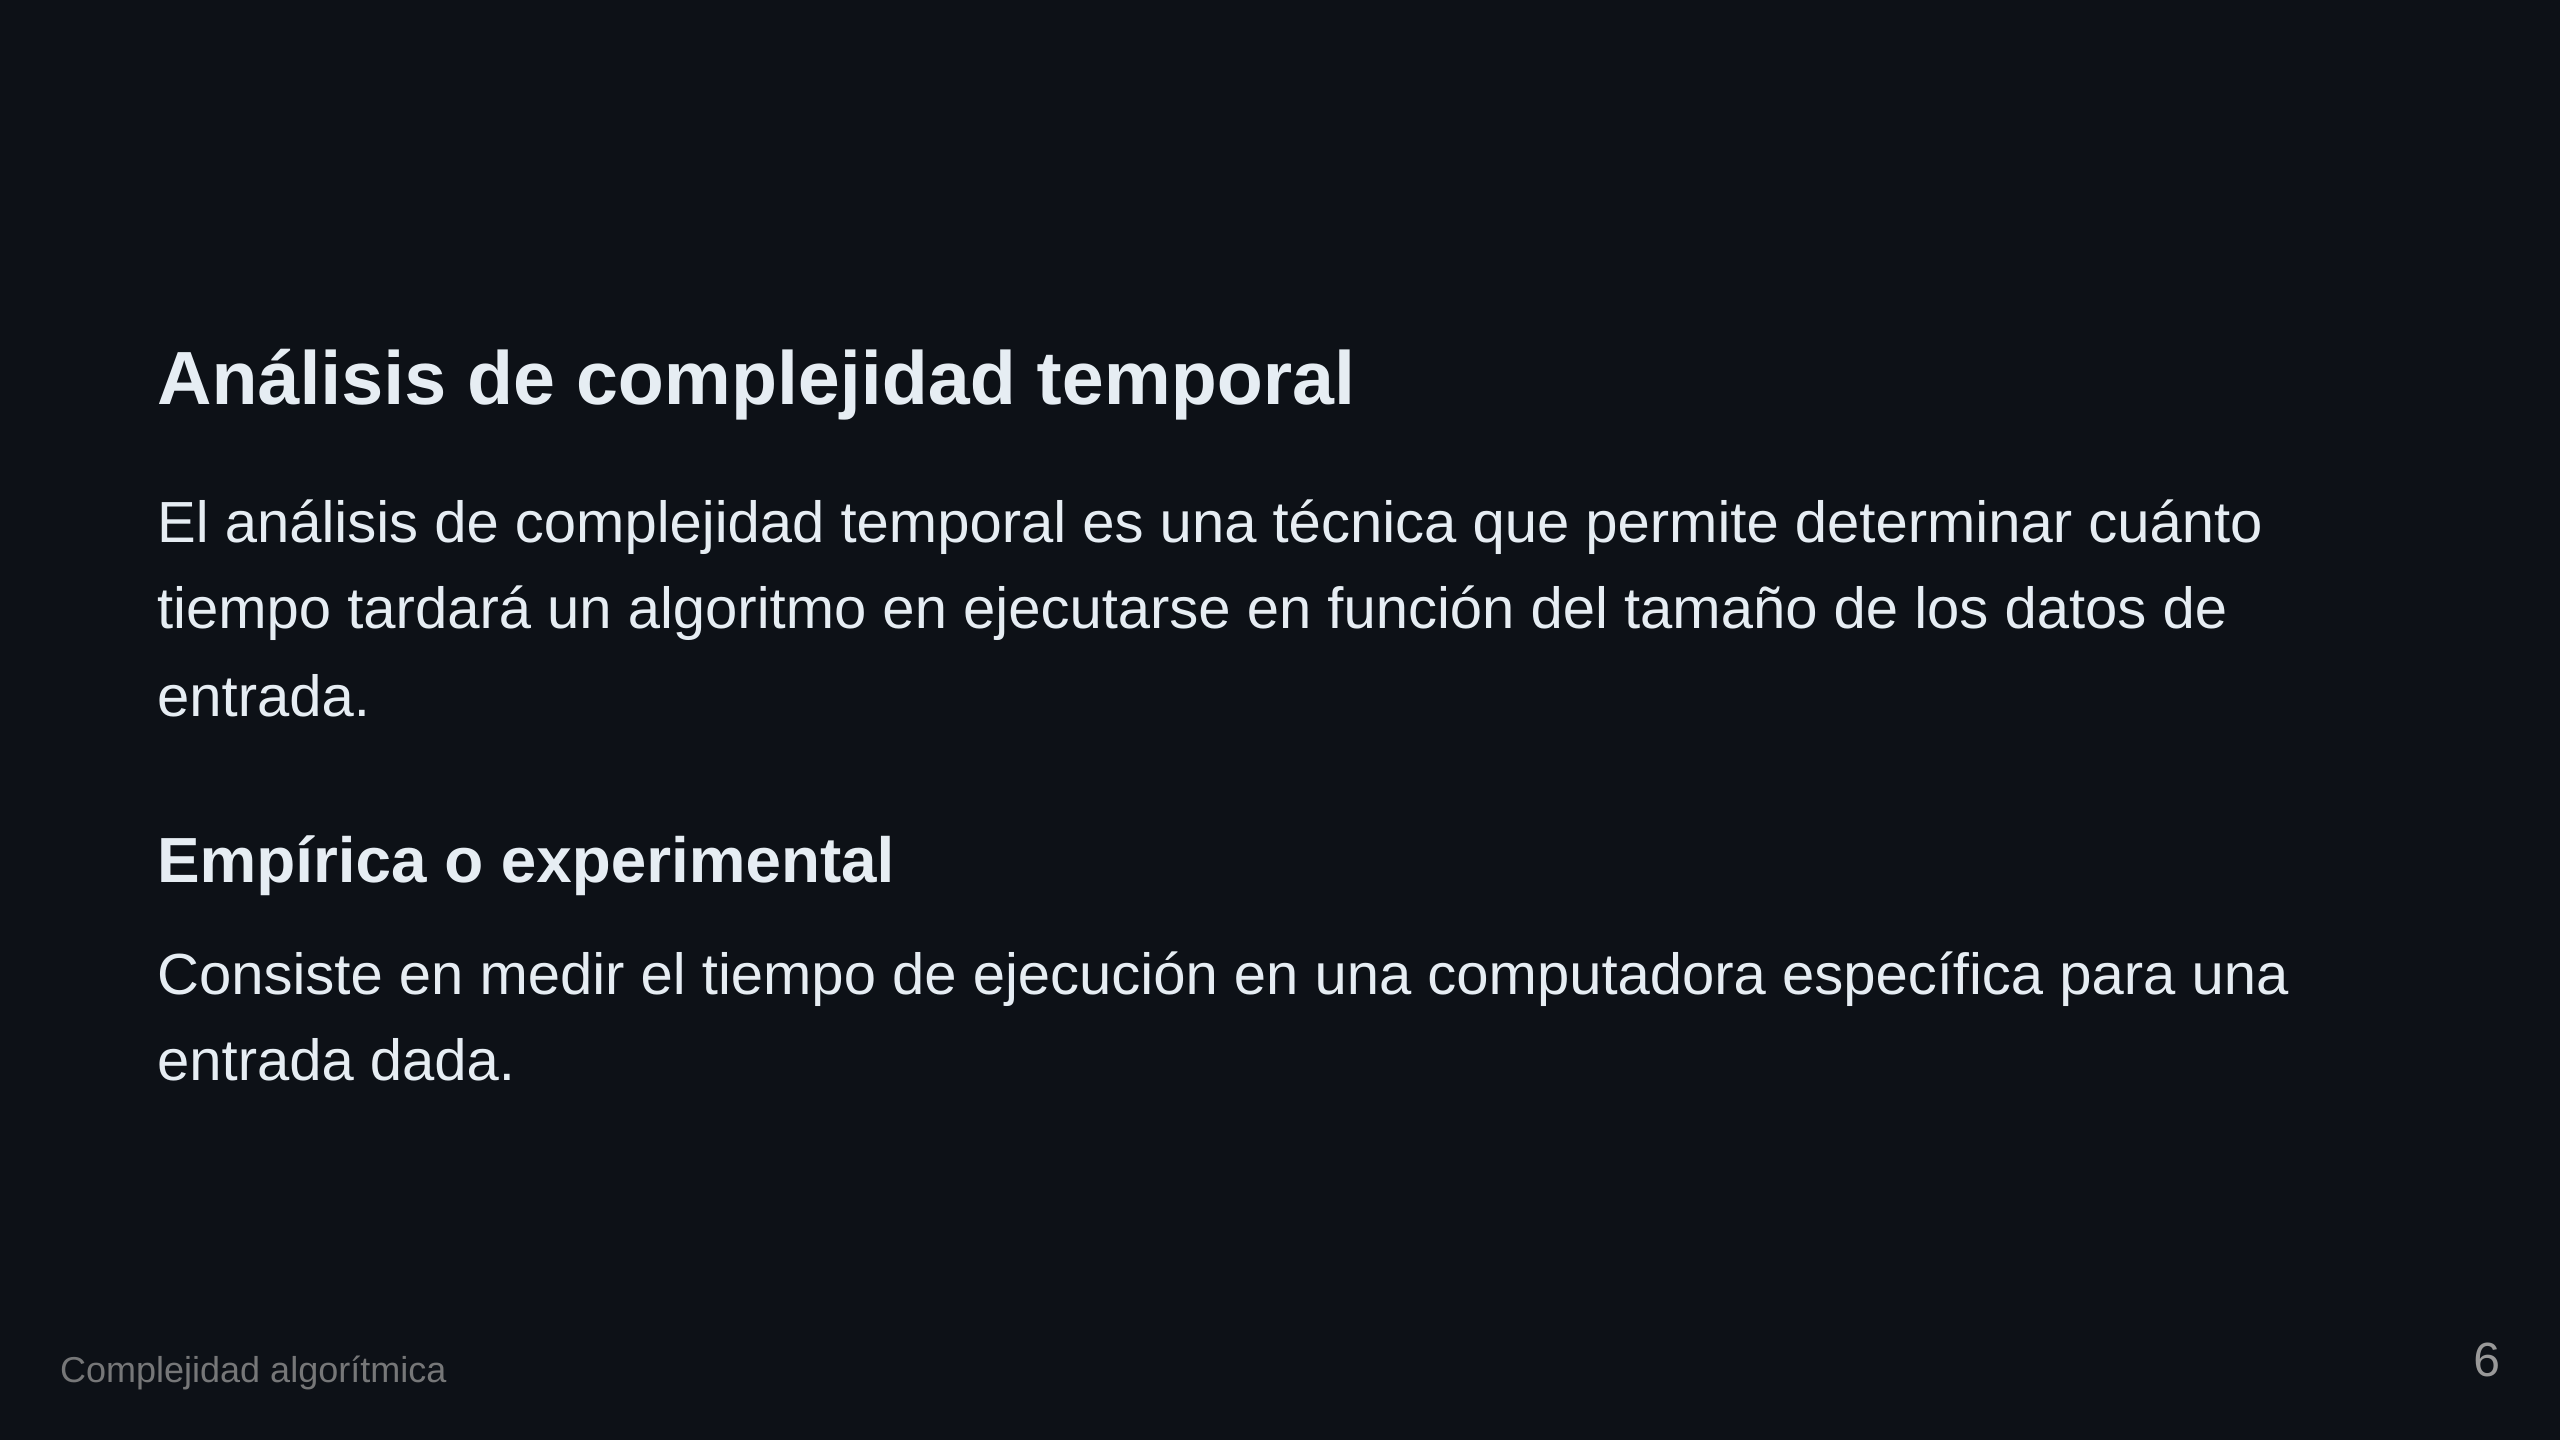 Análisis de complejidad temporal
El análisis de complejidad temporal es una técnica que permite determinar cuánto
tiempo tardará un algoritmo en ejecutarse en función del tamaño de los datos de
entrada.
Empírica o experimental
Consiste en medir el tiempo de ejecución en una computadora específica para una
entrada dada.
Complejidad algorítmica
6